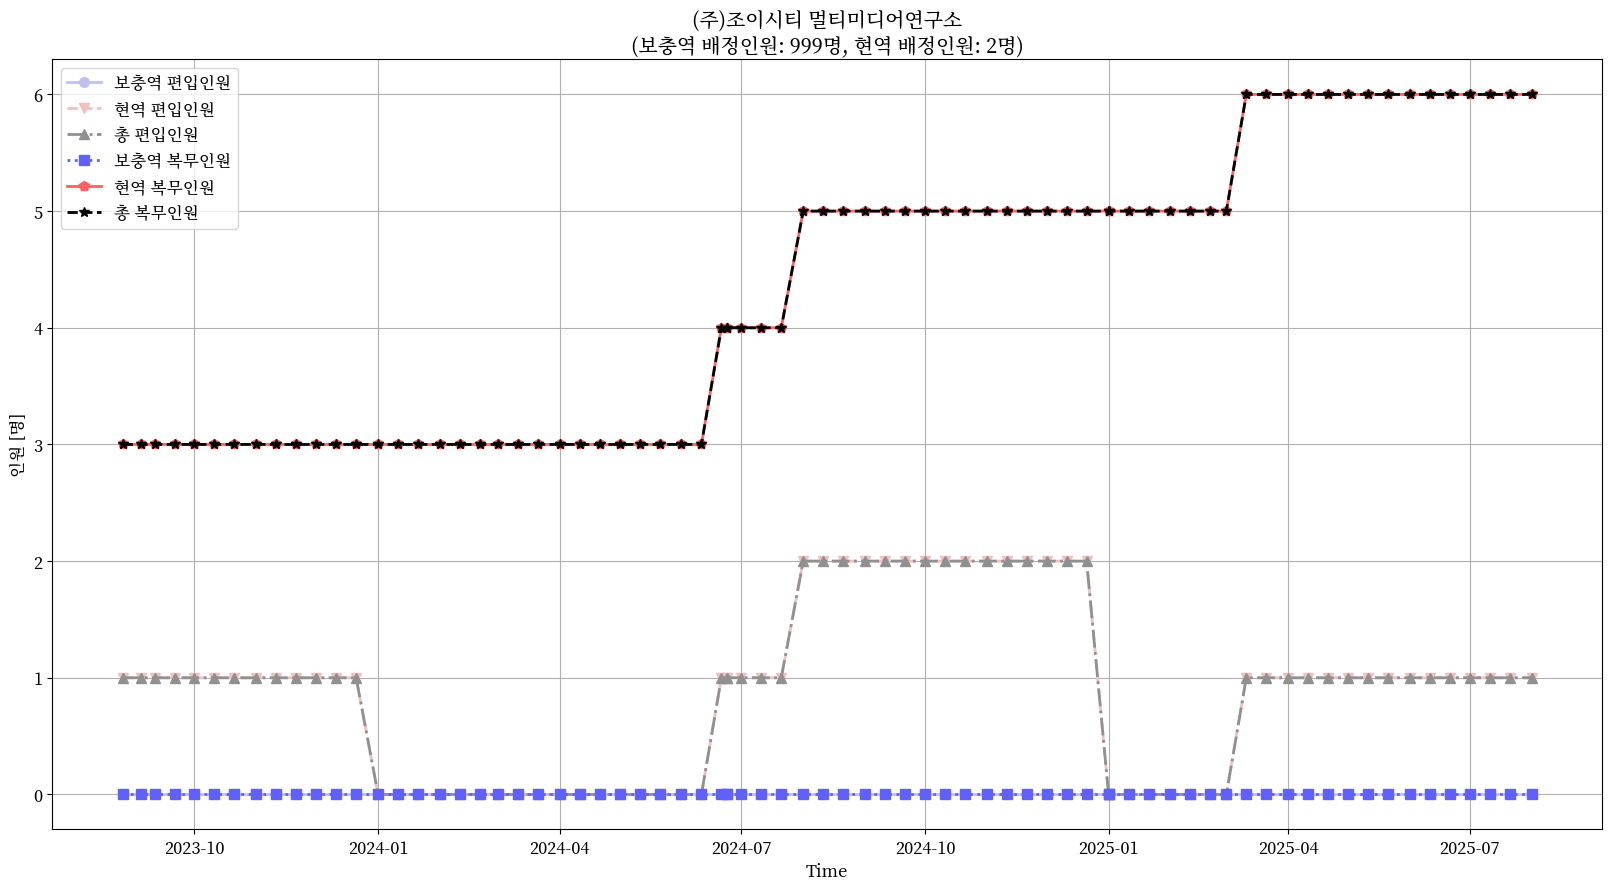 (주)조이시티 멀티미디어연구소
(보충역 배정인원: 999명, 현역 배정인원: 2명)
보충역 편입인원
현역 편입인원
총 편입인원
보충역 복무인원
현역 복무인원
총 복무인원
인원 [명]
6
5
4
3
2
1
0
2023-10
2024-01
2024-04
2024-07
2024-10
2025-01
2025-04
2025-07
Time